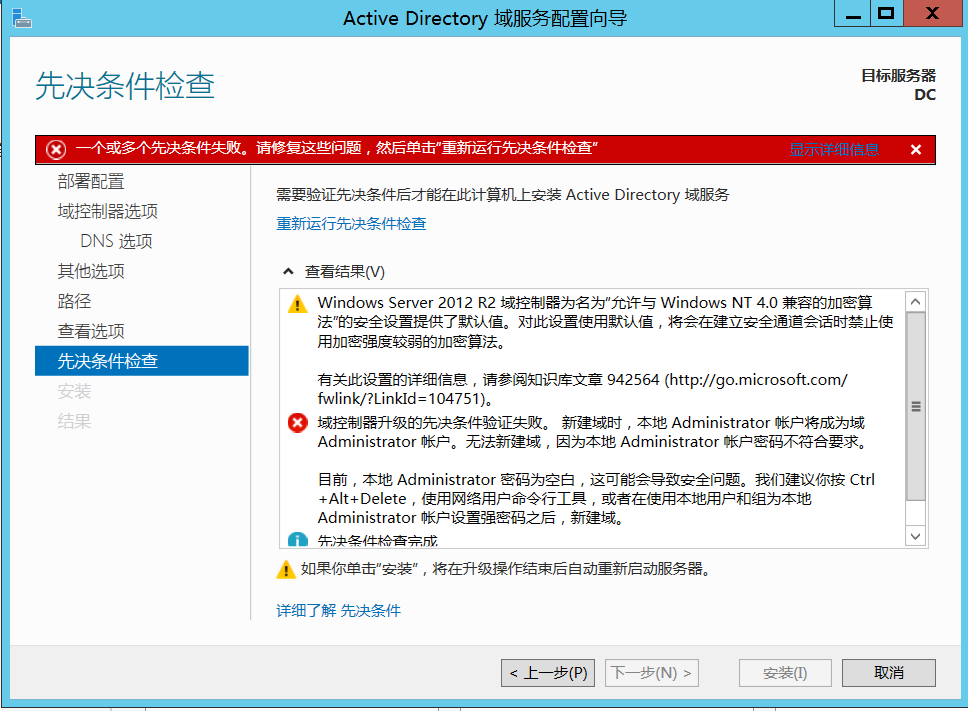 Active Directory 域服务配置向导
先决条件检查
目标服务器
DC
一个或多个先决条件失败。请修复这些问题，然后单击"重新运行先决条件检查"
显示详细信息
部署配置
域控制器选项
DNS 选项
其他选项
路径
查看选项
先决条件检查
安装
结果
需要验证先决条件后才能在此计算机上安装 Active Directory 域服务
重新运行先决条件检查
查看结果(V)
Windows Server 2012 R2 域控制器为名为"允许与 Windows NT 4.0 兼容的加密算
法"的安全设置提供了默认值。对此设置使用默认值，将会在建立安全通道会话时禁止使
用加密强度较弱的加密算法。
有关此设置的详细信息，请参阅知识库文章 942564 (http://go.microsoft.com/
fwlink/?LinkId=104751)。
域控制器升级的先决条件验证失败。 新建域时，本地 Administrator 帐户将成为域
Administrator 帐户。无法新建域，因为本地 Administrator 帐户密码不符合要求。
目前，本地 Administrator 密码为空白，这可能会导致安全问题。我们建议你按 Ctrl
+Alt+Delete，使用网络用户命令行工具，或者在使用本地用户和组为本地
Administrator 帐户设置强密码之后，新建域。
先决条件检查完成
如果你单击"安装"，将在升级操作结束后自动重新启动服务器。
详细了解 先决条件
< 上一步(P)
下一步(N) >
安装(I)
取消